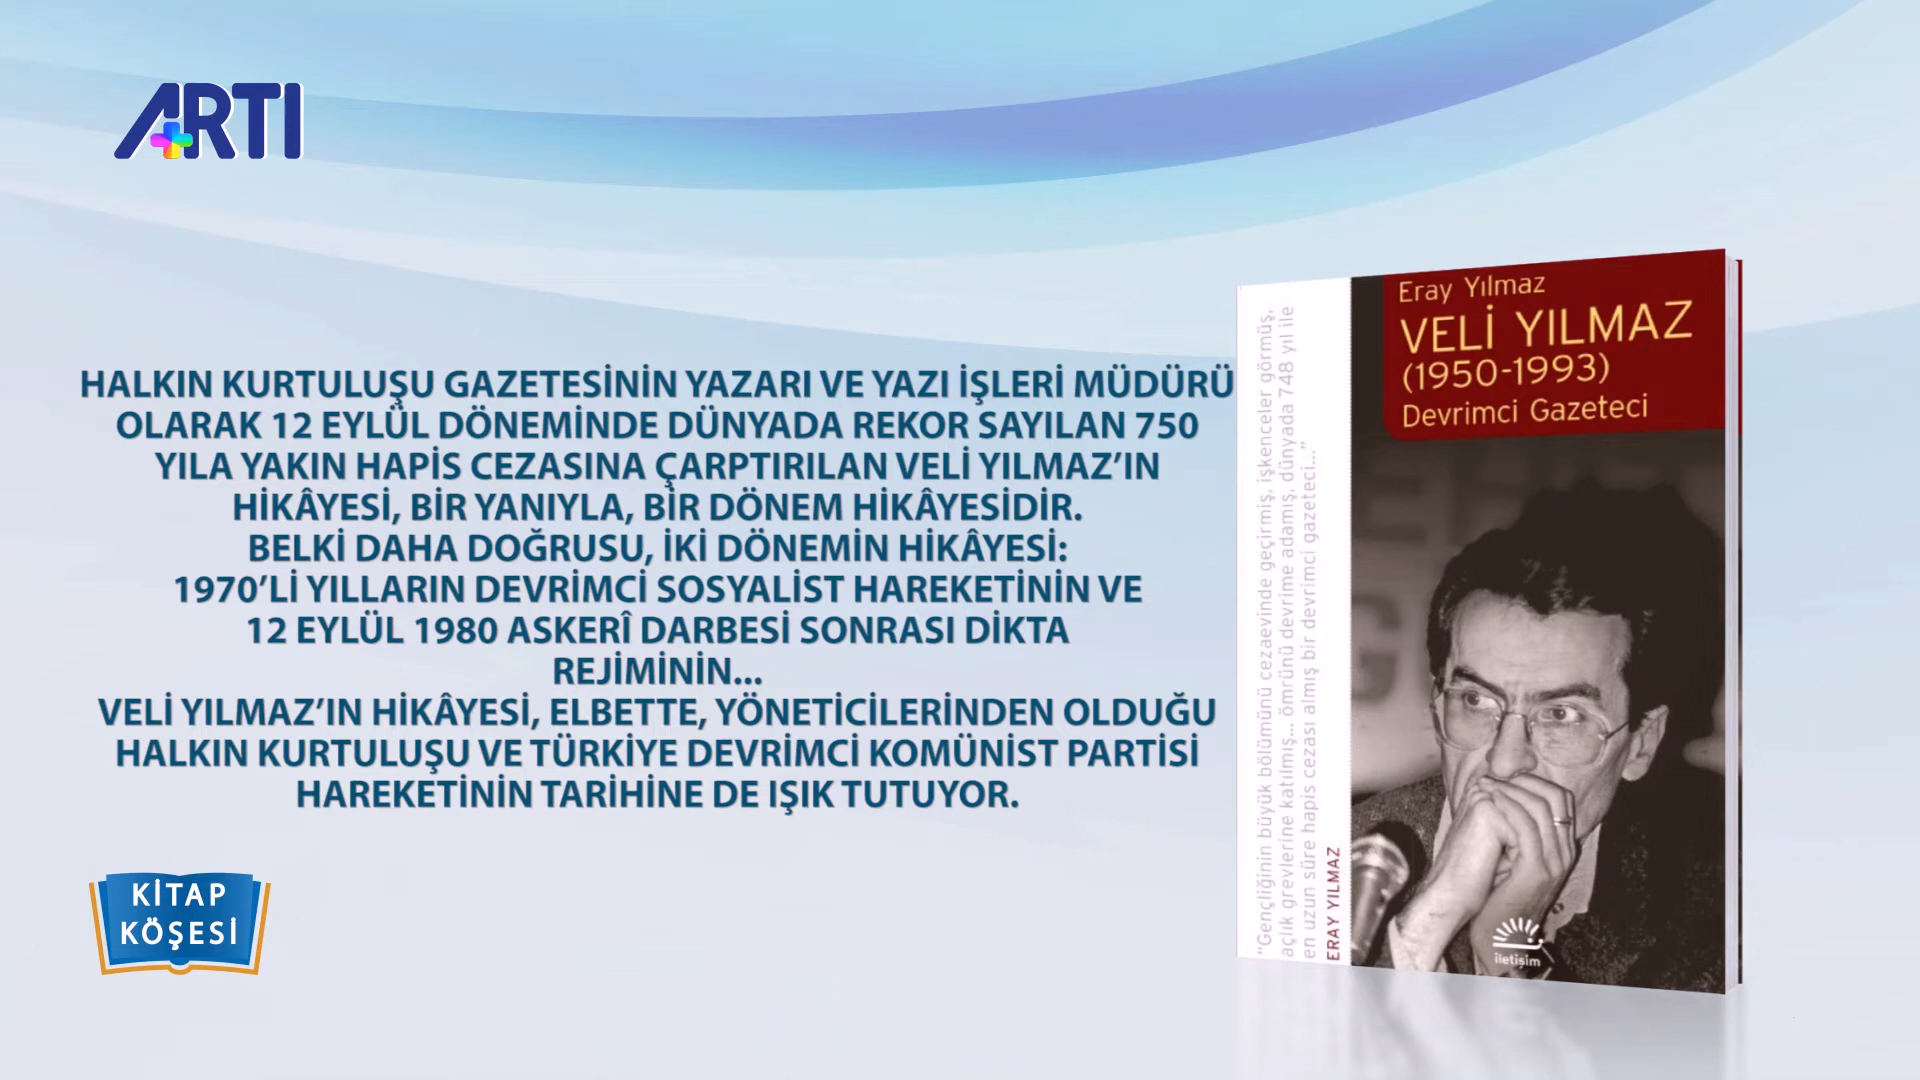 ARTI
HALKIN KURTULUŞU GAZETESİNİN YAZARI VE YAZI İŞLERİ MÜDÜRÜ
OLARAK 12 EYLÜL DÖNEMİNDE DÜNYADA REKOR SAYILAN 750
YILA YAKIN HAPİS CEZASINA ÇARPTIRILAN VELİ YILMAZ’IN
HİKÂYESİ, BİR YANIYLA, BİR DÖNEM HİKÂYESİDİR.
BELKİ DAHA DOĞRUSU, İKİ DÖNEMİN HİKÂYESİ:
1970’Lİ YILLARIN DEVRİMCİ SOSYALİST HAREKETİNİN VE
12 EYLÜL 1980 ASKERÎ DARBESİ SONRASI DİKTA
REJİMİNİN...
VELİ YILMAZ’IN HİKÂYESİ, ELBETTE, YÖNETİCİLERİNDEN OLDUĞU
HALKIN KURTULUŞU VE TÜRKİYE DEVRİMCİ KOMÜNİST PARTİSİ
HAREKETİNİN TARİHİNE DE IŞIK TUTUYOR.
KİTAP
KÖŞESİ
Eray Yılmaz
VELİ YILMAZ
(1950-1993)
Devrimci Gazeteci
“Gençliğinin büyük bölümünü cezaevinde geçirmiş, işkenceler görmüş,
açlık grevlerine katılmış... ömrünü devrime adamış, dünyada 748 yıl ile
en uzun süre hapis cezası almış bir devrimci gazeteci...”
ERAY YILMAZ
iletişim